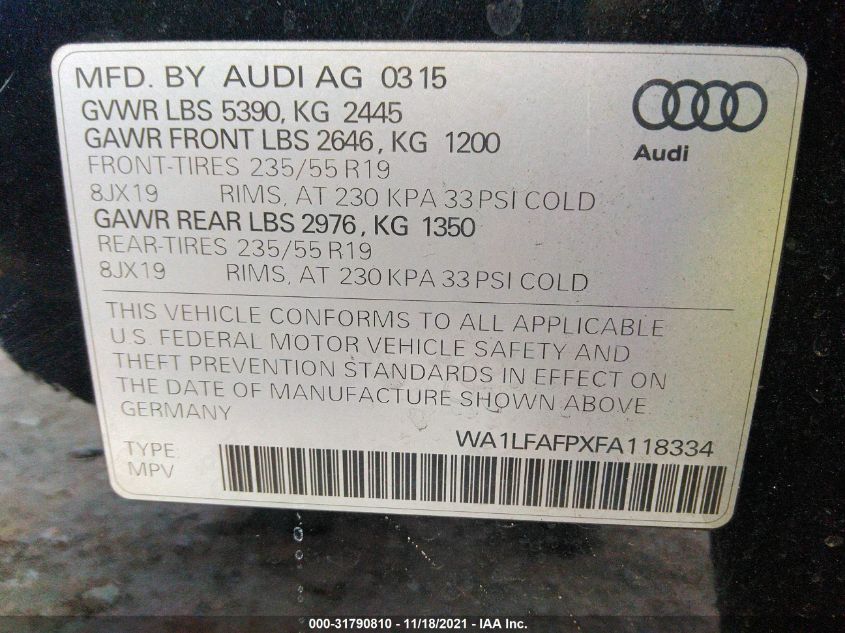 MFD. BY AUDI AG 0315
GVWR LBS 5390, KG 2445
GAWR FRONT LBS 2646, KG 1200
FRONT-TIRES 235/55 R19
8JX19 RIMS, AT 230 KPA 33 PSI COLD
GAWR REAR LBS 2976, KG 1350
REAR-TIRES 235/55 R19
8JX19 RIMS, AT 230 KPA 33 PSI COLD
Audi
THIS VEHICLE CONFORMS TO ALL APPLICABLE
U.S. FEDERAL MOTOR VEHICLE SAFETY AND
THEFT PREVENTION STANDARDS IN EFFECT ON
THE DATE OF MANUFACTURE SHOWN ABOVE.
GERMANY
WA1LFAFPXFA118334
TYPE:
MPV
000-31790810 - 11/18/2021 - IAA Inc.